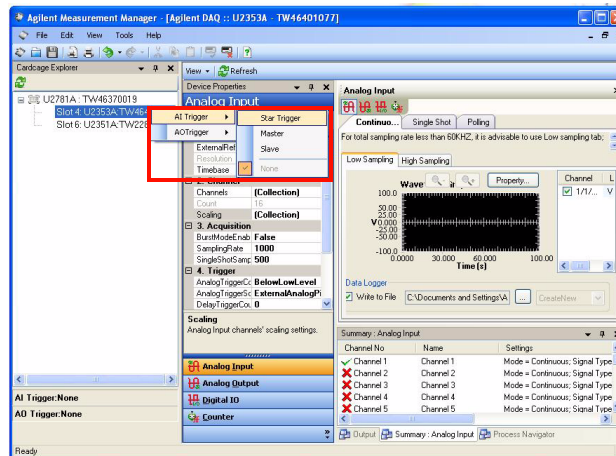 Agilent Measurement Manager - [Agilent DAQ :: U2353A - TW46401077]
File Edit View Tools Help
Cardcage Explorer
U2781A : TW46370019
Slot 4: U2353A:TW464
Slot 6: U2351A:TW226
AI Trigger:None
AO Trigger:None
Ready
View Refresh
Device Properties
Analog Input
AI Trigger
AOTrigger
Star Trigger
Master
Slave
None
ExternalRef
Resolution
Timebase
2. Channel
Channels (Collection)
Count 16
Scaling (Collection)
3. Acquisition
BurstModeEnab False
SamplingRate 1000
SingleShotSamp 500
4. Trigger
AnalogTriggerCc BelowLowLevel
AnalogTriggerSc ExternalAnalogPi
DelayTriggerCou 0
Scaling
Analog Input channels' scaling settings.
Analog Input
Analog Output
Digital IO
Counter
Analog Input
Continuo... Single Shot Polling
For total sampling rate less than 60KHZ, it is advisable to use Low sampling tab;
Low Sampling High Sampling
Property...
100.0
50.00
25.00
V 0.000
-25.00
-50.00
-100.0
0.0000 30.000 60.000 100.00
Time (s)
Channel L
1/1/... V
Data Logger
Write to File C:\Documents and Settings\A ... CreateNew
Summary : Analog Input
Channel No Name Settings
Channel 1 Channel 1 Mode = Continuous; Signal Type
Channel 2 Channel 2 Mode = Continuous; Signal Type
Channel 3 Channel 3 Mode = Continuous; Signal Type
Channel 4 Channel 4 Mode = Continuous; Signal Type
Channel 5 Channel 5 Mode = Continuous; Signal Type
Output Summary : Analog Input Process Navigator